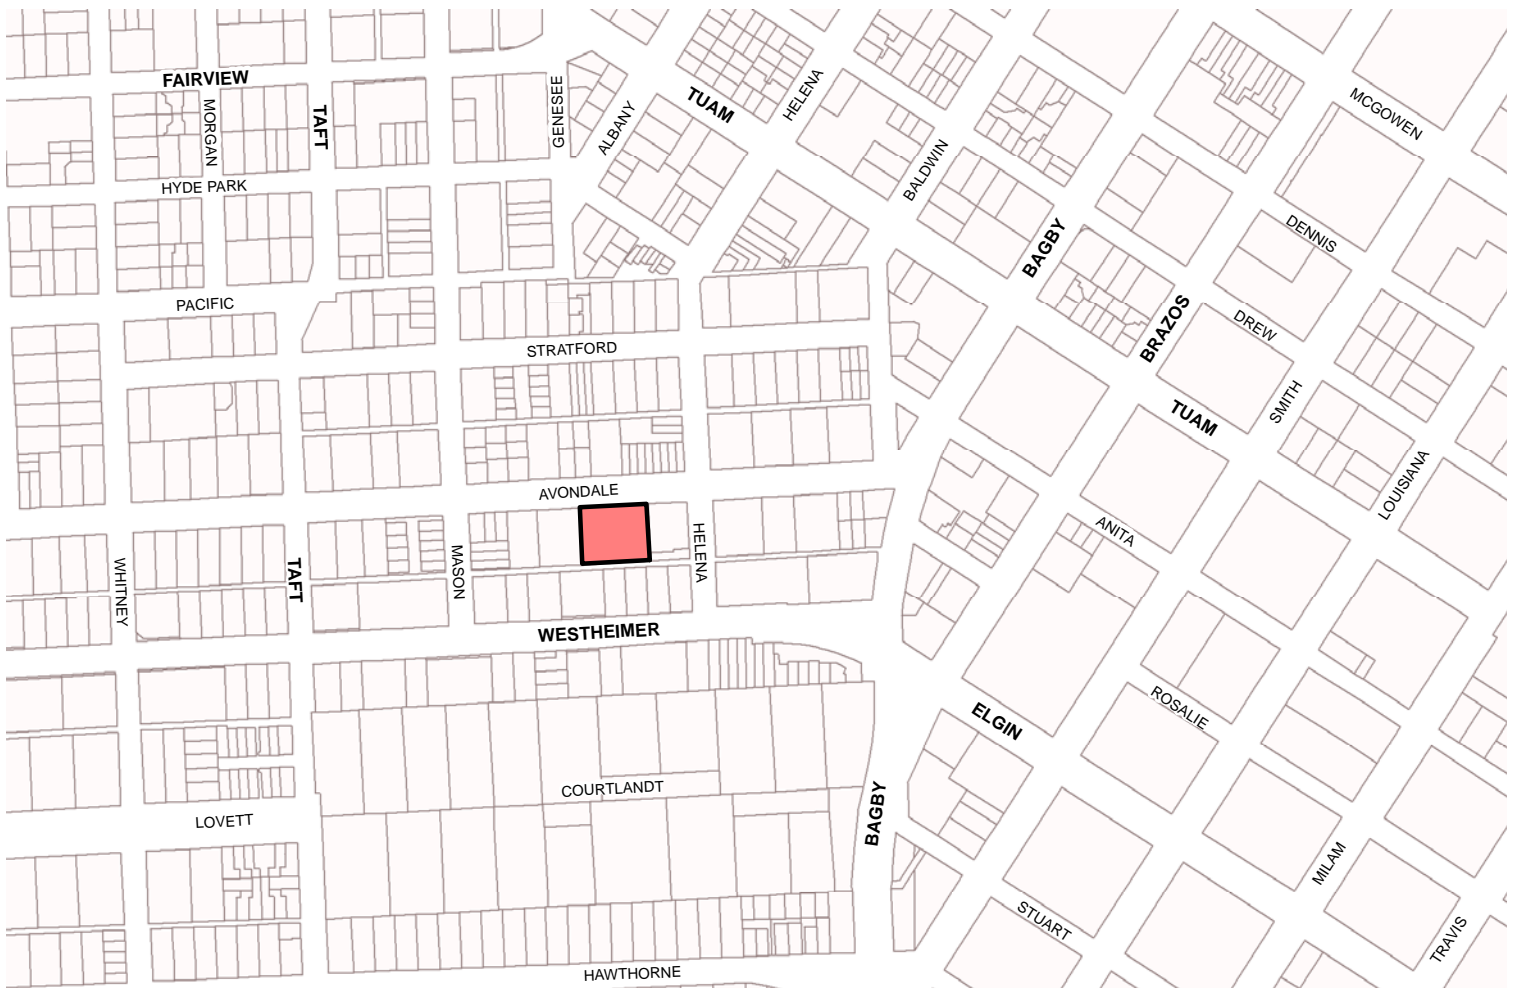 FAIRVIEW
MORGAN
TAFT
GENESEE
ALBANY
TUAM
HELENA
MCGOWEN
HYDE PARK
BALDWIN
BAGBY
DENNIS
PACIFIC
STRATFORD
BRAZOS
DREW
SMITH
TUAM
LOUISIANA
AVONDALE
ANITA
WHITNEY
TAFT
MASON
HELENA
WESTHEIMER
ELGIN
ROSALIE
COURTLANDT
BAGBY
LOVETT
MILAM
STUART
TRAVIS
HAWTHORNE